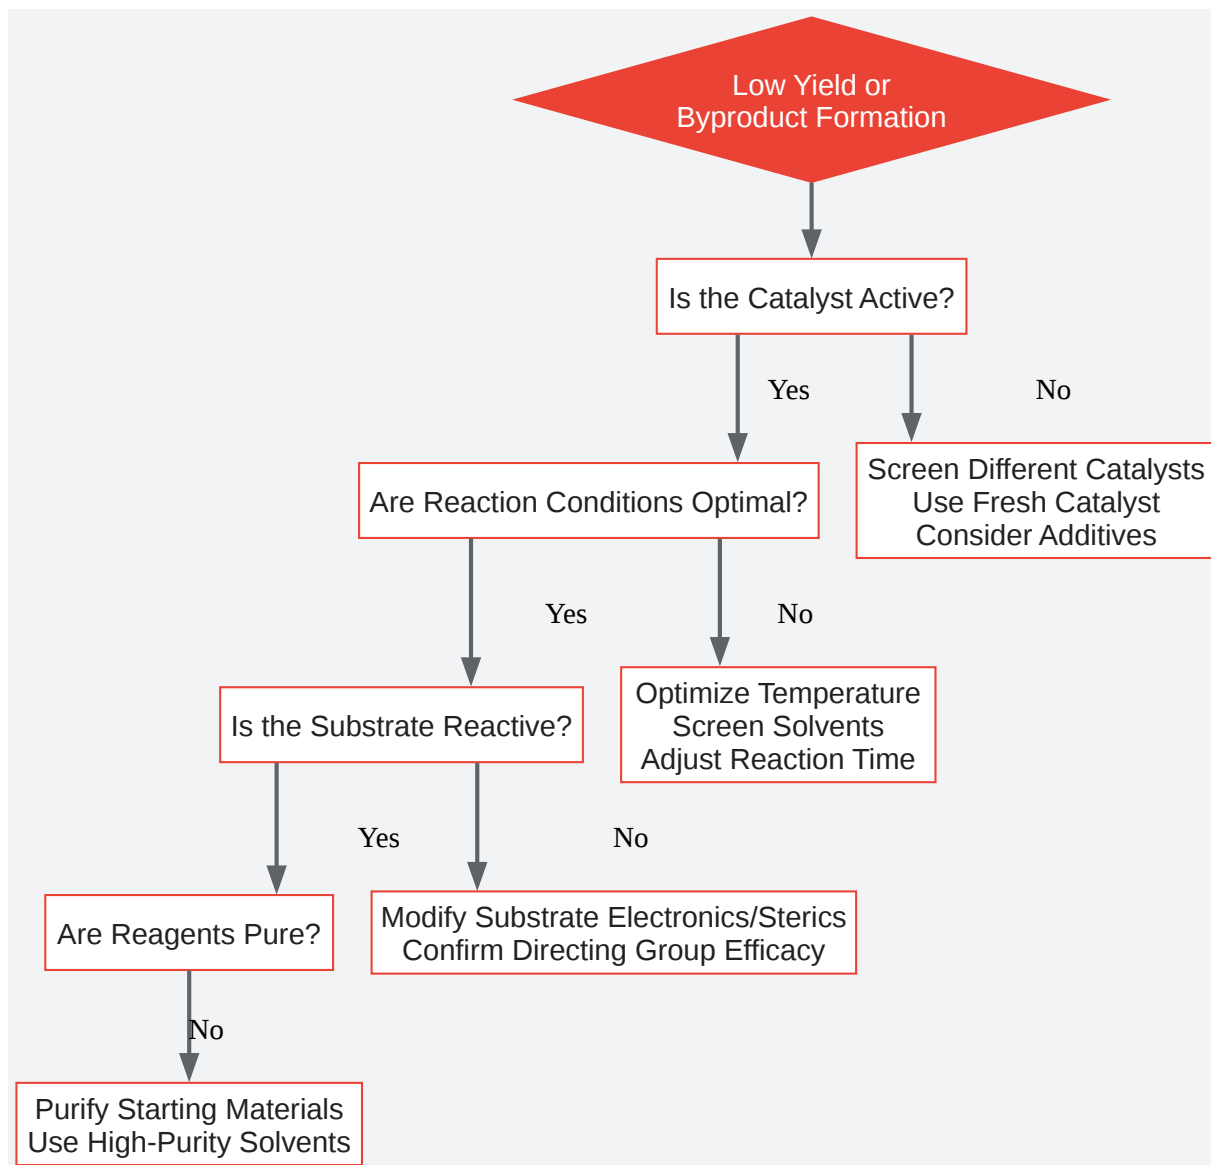 Low Yield or
Byproduct Formation
Is the Catalyst Active?
Yes
No
Screen Different Catalysts
Use Fresh Catalyst
Consider Additives
Are Reaction Conditions Optimal?
Yes
No
Optimize Temperature
Screen Solvents
Adjust Reaction Time
Is the Substrate Reactive?
Yes
No
Modify Substrate Electronics/Sterics
Confirm Directing Group Efficacy
Are Reagents Pure?
No
Purify Starting Materials
Use High-Purity Solvents